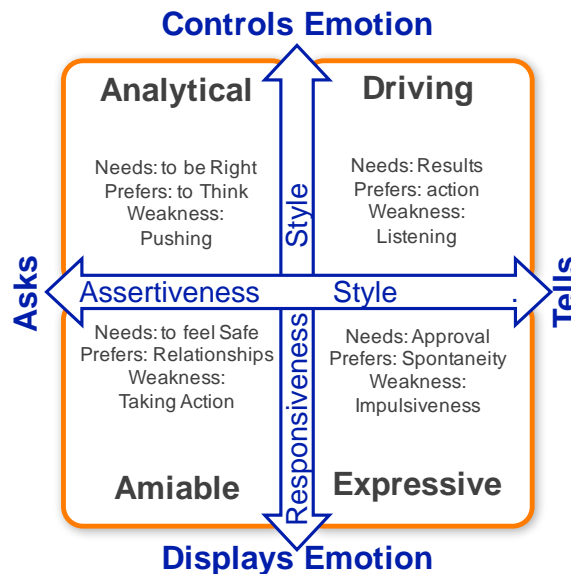 Controls Emotion
Analytical
Needs: to be Right
Prefers: to Think
Weakness:
Pushing
Driving
Needs: Results
Prefers: action
Weakness:
Listening
Asks
Assertiveness Style .
Tells
Responsiveness Style
Needs: to feel Safe
Prefers: Relationships
Weakness:
Taking Action
Amiable
Needs: Approval
Prefers: Spontaneity
Weakness:
Impulsiveness
Expressive
Displays Emotion